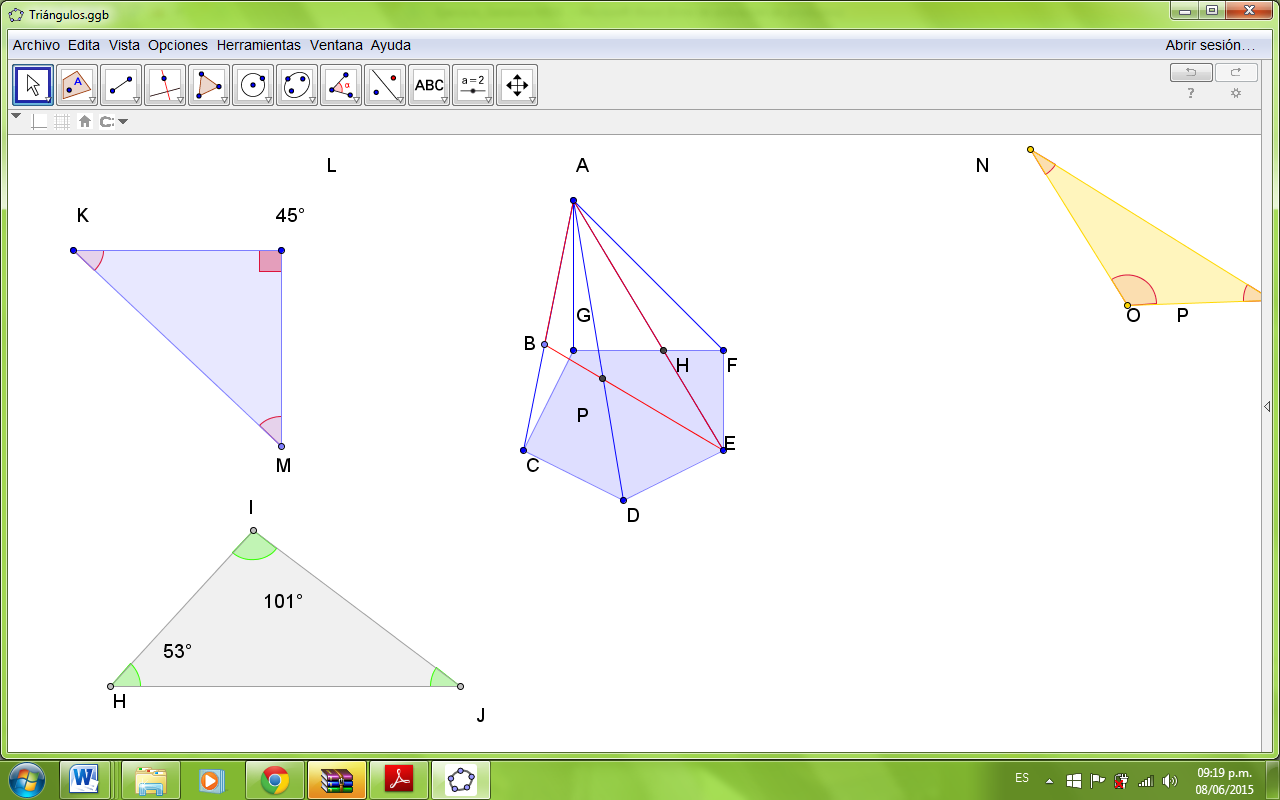 Triángulos.ggb
Archivo Edita Vista Opciones Herramientas Ventana Ayuda
Abrir sesión…
A
α
ABC
a = 2
?
L
A
N
K
45°
G
O
P
B
H
F
P
E
M
C
D
I
101°
53°
H
J
W
ES
09:19 p.m.
08/06/2015